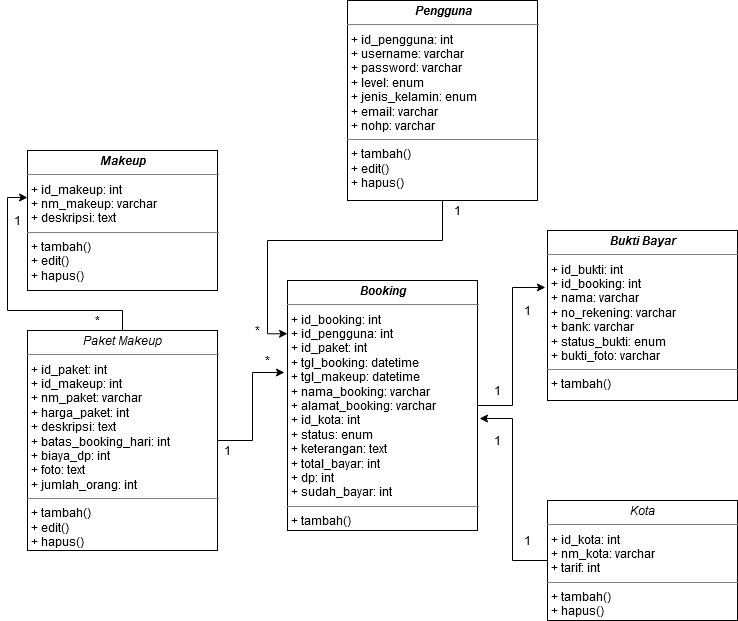 Pengguna
+ id_pengguna: int
+ username: varchar
+ password: varchar
+ level: enum
+ jenis_kelamin: enum
+ email: varchar
+ nohp: varchar
+ tambah()
+ edit()
+ hapus()
1
Makeup
+ id_makeup: int
+ nm_makeup: varchar
+ deskripsi: text
+ tambah()
+ edit()
+ hapus()
1
*
Paket Makeup
+ id_paket: int
+ id_makeup: int
+ nm_paket: varchar
+ harga_paket: int
+ deskripsi: text
+ batas_booking_hari: int
+ biaya_dp: int
+ foto: text
+ jumlah_orang: int
+ tambah()
+ edit()
+ hapus()
1
*
*
Booking
+ id_booking: int
+ id_pengguna: int
+ id_paket: int
+ tgl_booking: datetime
+ tgl_makeup: datetime
+ nama_booking: varchar
+ alamat_booking: varchar
+ id_kota: int
+ status: enum
+ keterangan: text
+ total_bayar: int
+ dp: int
+ sudah_bayar: int
+ tambah()
1
1
Bukti Bayar
+ id_bukti: int
+ id_booking: int
+ nama: varchar
+ no_rekening: varchar
+ bank: varchar
+ status_bukti: enum
+ bukti_foto: varchar
+ tambah()
1
1
Kota
+ id_kota: int
+ nm_kota: varchar
+ tarif: int
+ tambah()
+ hapus()